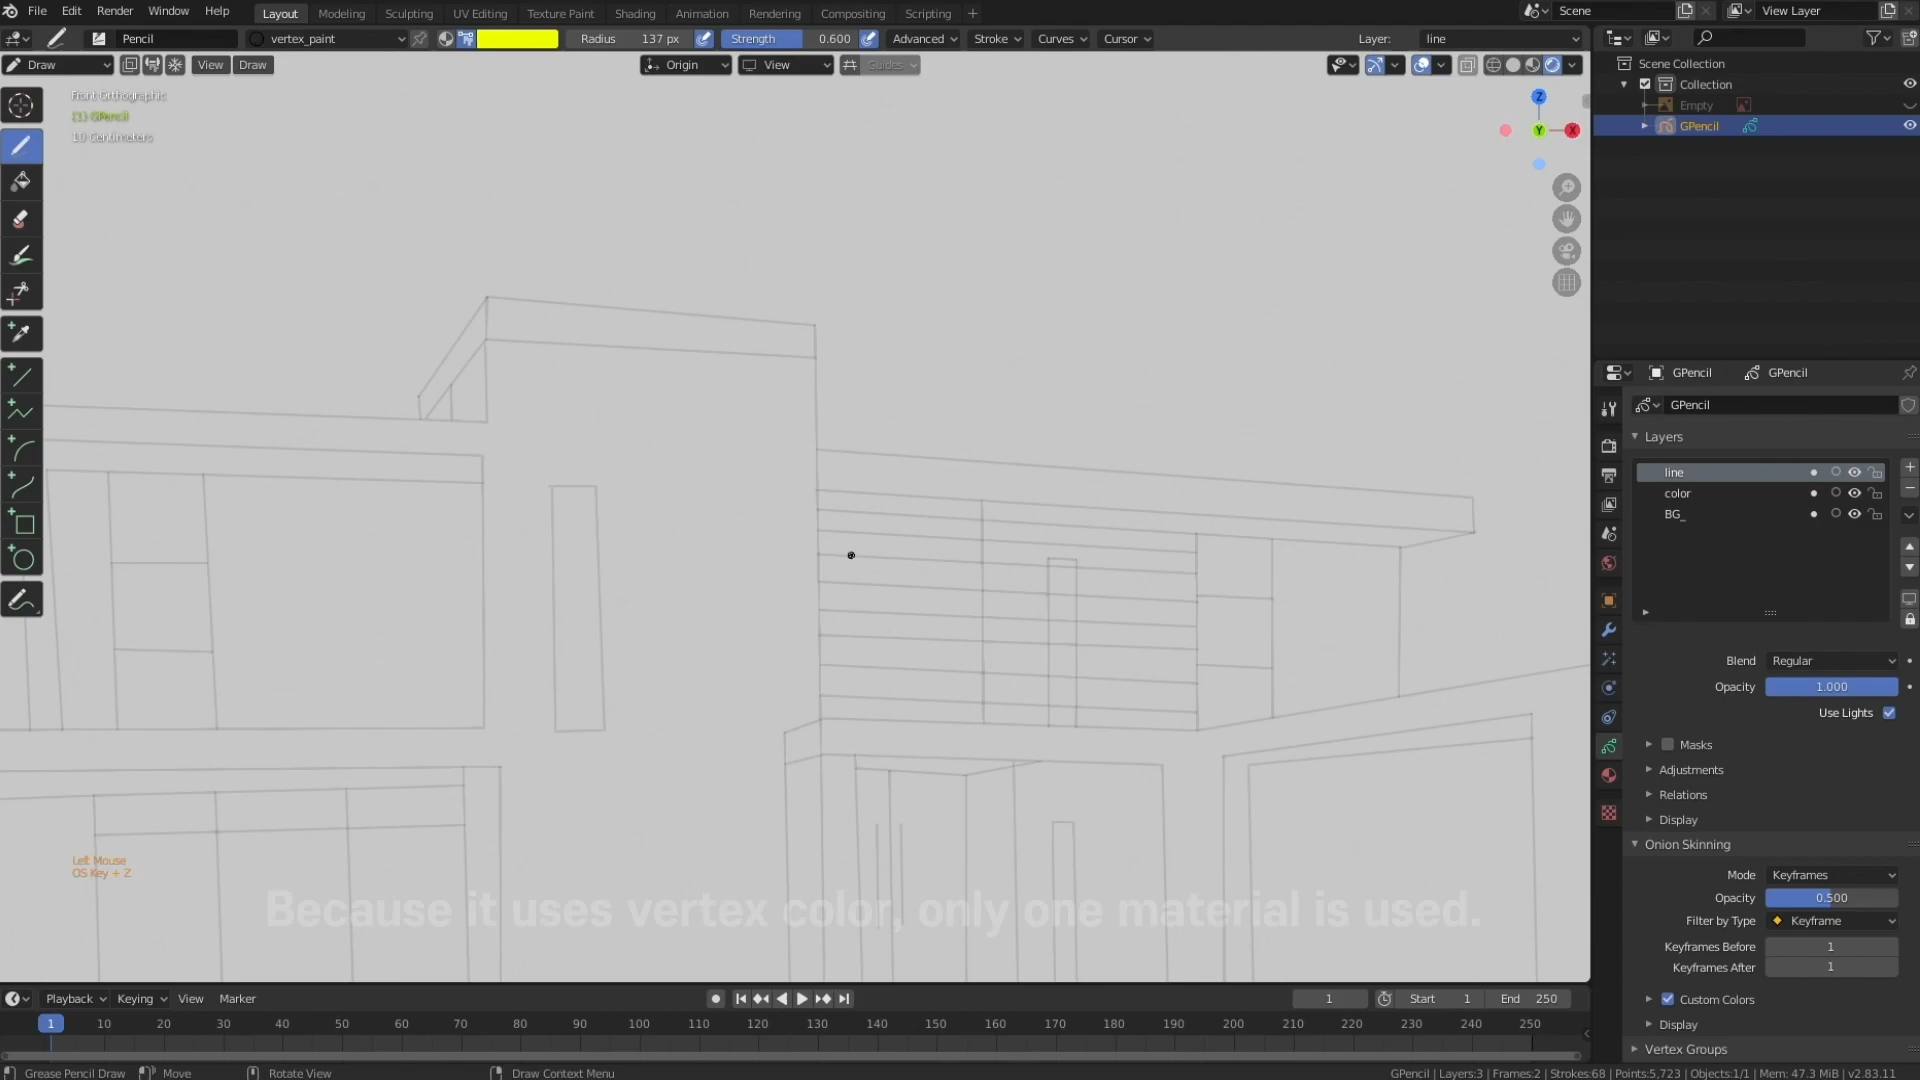 File Edit Render Window Help
Layout Modeling Sculpting UV Editing Texture Paint Shading Animation Rendering Compositing Scripting +
Scene View Layer
Pencil vertex_paint Radius 137 px Strength 0.600 Advanced Stroke Curves Cursor Layer: line
Draw View Draw Origin View Guides
Front Orthographic
(1) GPencil
10 Centimeters
Z
Y X
Scene Collection
Collection
Empty
GPencil
GPencil GPencil
GPencil
Layers
line
color
BG_
Blend Regular
Opacity 1.000
Use Lights
Masks
Adjustments
Relations
Display
Onion Skinning
Mode Keyframes
Opacity 0.500
Filter by Type Keyframe
Keyframes Before 1
Keyframes After 1
Custom Colors
Display
Vertex Groups
Left Mouse
OS Key + Z
Because it uses vertex color, only one material is used.
Playback Keying View Marker 1 Start 1 End 250
1 10 20 30 40 50 60 70 80 90 100 110 120 130 140 150 160 170 180 190 200 210 220 230 240 250
Grease Pencil Draw Move Rotate View Draw Context Menu GPencil | Layers:3 | Frames:2 | Strokes:68 | Points:5,723 | Objects:1/1 | Mem: 47.3 MiB | v2.83.11